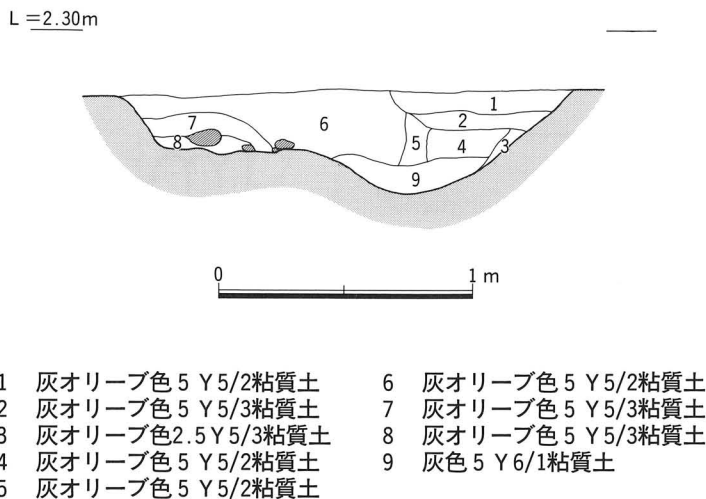 L＝2.30m
1
7
2
6
5
4
3
8
9
0 1 m
1 灰オリーブ色 5 Y 5/2粘質土
2 灰オリーブ色 5 Y 5/3粘質土
3 灰オリーブ色2.5 Y 5/3粘質土
4 灰オリーブ色 5 Y 5/2粘質土
5 灰オリーブ色 5 Y 5/2粘質土
6 灰オリーブ色 5 Y 5/2粘質土
7 灰オリーブ色 5 Y 5/3粘質土
8 灰オリーブ色 5 Y 5/3粘質土
9 灰色 5 Y 6/1粘質土